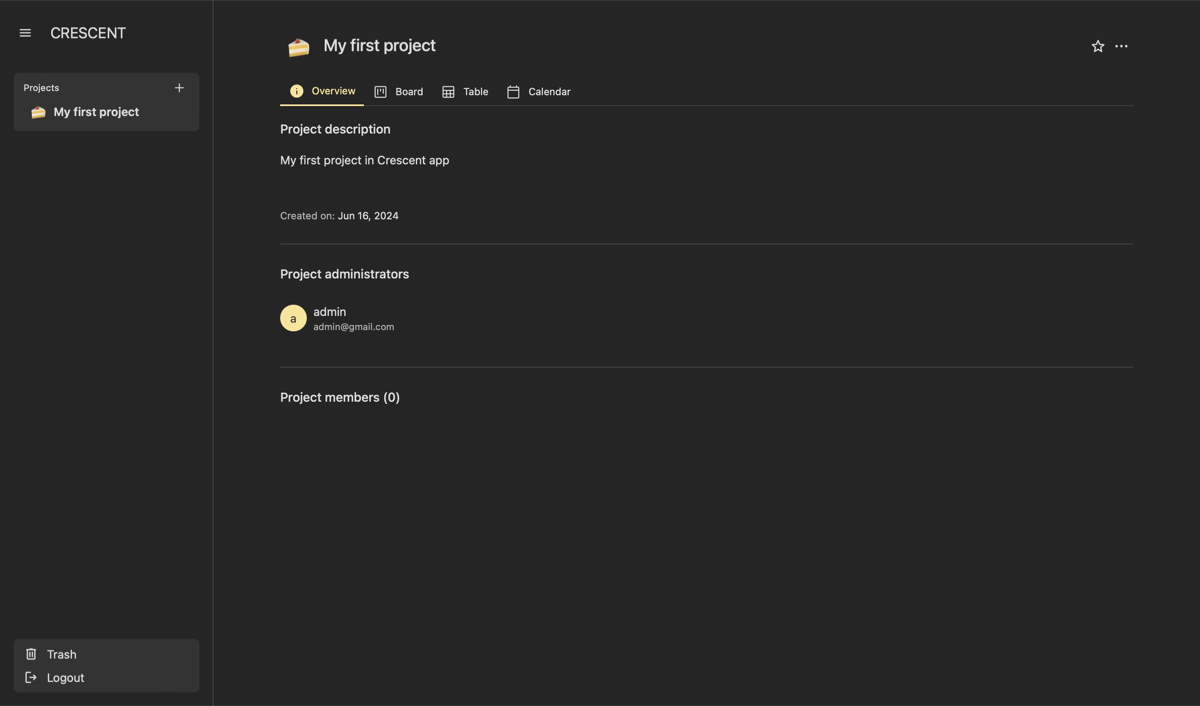 CRESCENT
Projects
My first project
My first project
Overview
Board
Table
Calendar
Project description
My first project in Crescent app
Created on: Jun 16, 2024
Project administrators
a
admin
admin@gmail.com
Project members (0)
Trash
Logout